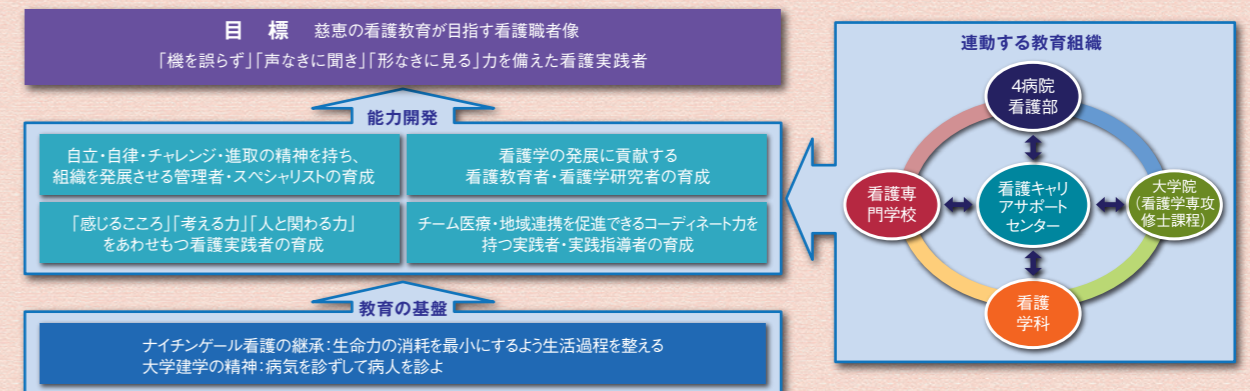 目 標 慈恵の看護教育が目指す看護職者像
「機を誤らず」「声なきに聞き」「形なきに見る」力を備えた看護実践者
能力開発
自立・自律・チャレンジ・進取の精神を持ち、
組織を発展させる管理者・スペシャリストの育成
看護学の発展に貢献する
看護教育者・看護学研究者の育成
「感じるこころ」「考える力」「人と関わる力」
をあわせもつ看護実践者の育成
チーム医療・地域連携を促進できるコーディネート力を
持つ実践者・実践指導者の育成
教育の基盤
ナイチンゲール看護の継承:生命力の消耗を最小にするよう生活過程を整える
大学建学の精神:病気を診ずして病人を診よ
連動する教育組織
4病院
看護部
看護専
門学校
看護キャリ
アサポート
センター
大学院
(看護学専攻
修士課程)
看護
学科